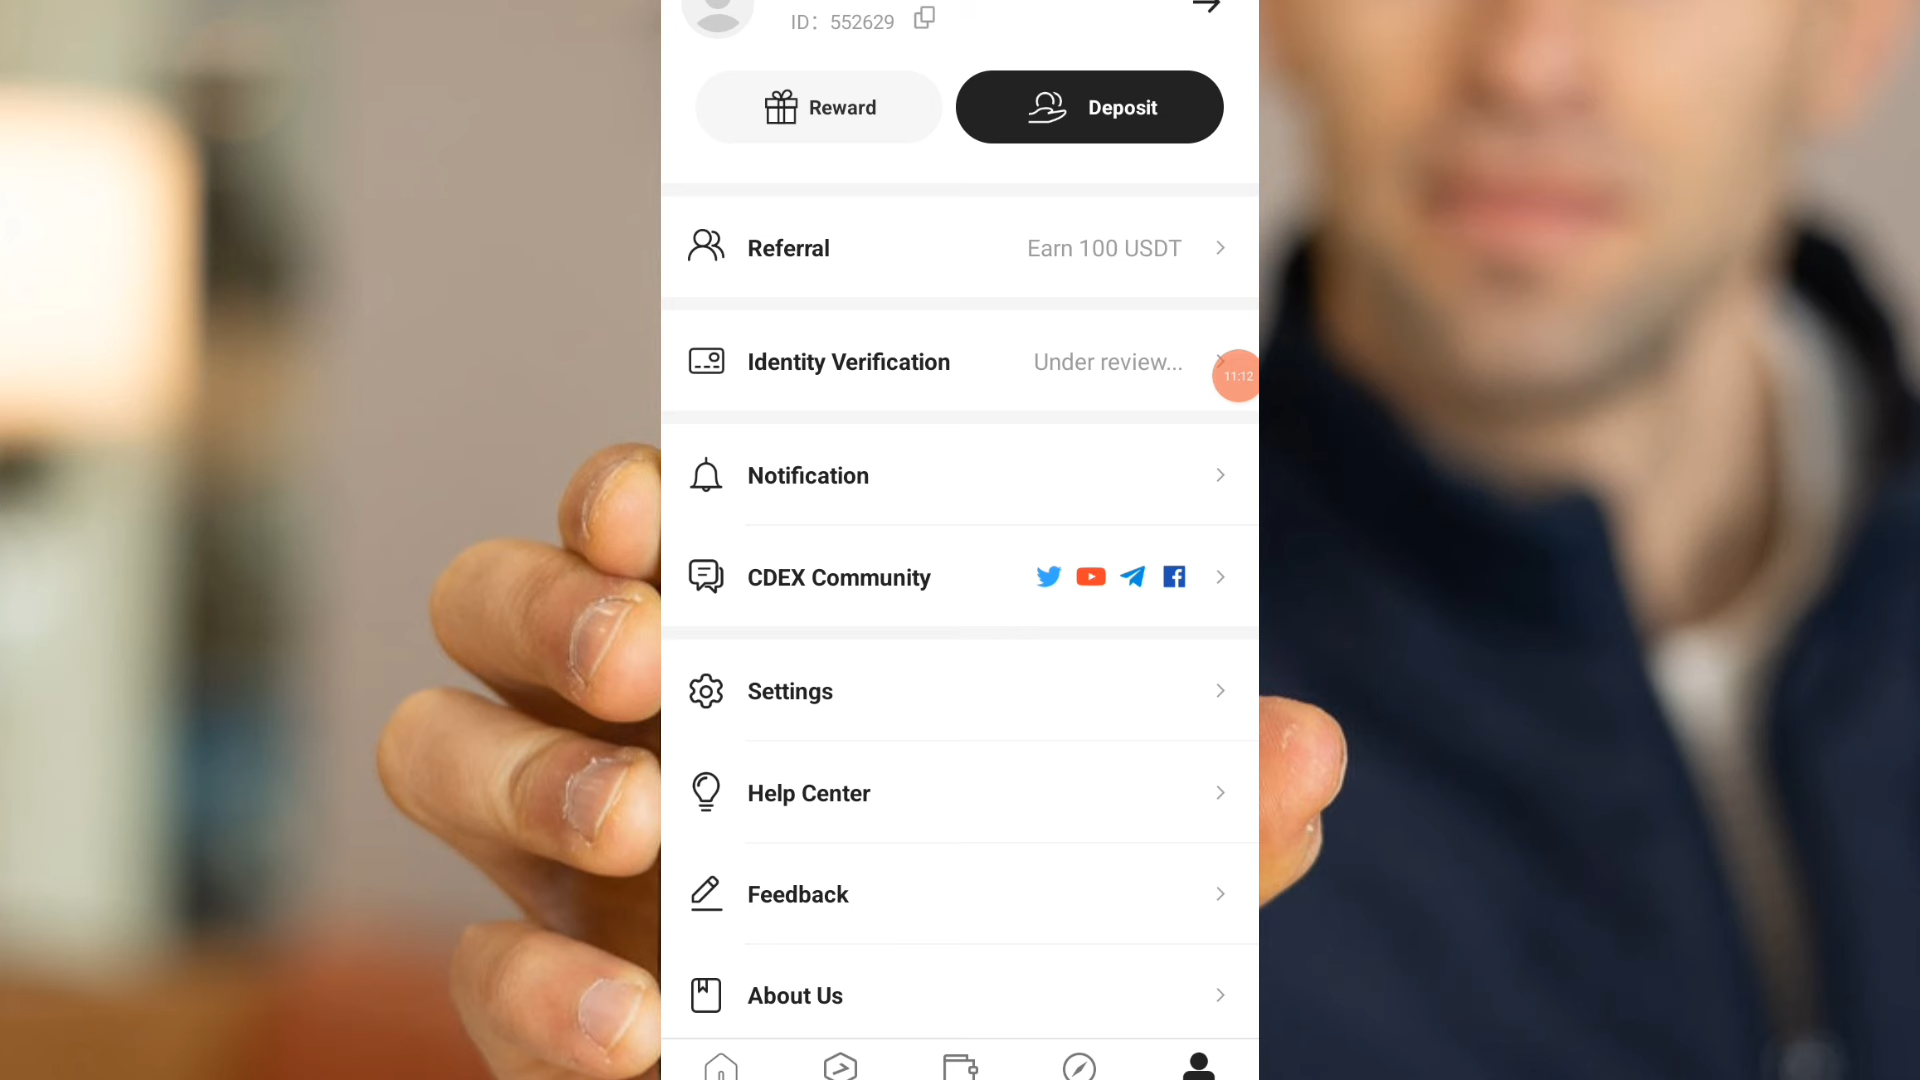 ID: 552629
Reward
Deposit
Referral Earn 100 USDT
Identity Verification Under review...
11:12
Notification
CDEX Community
Settings
Help Center
Feedback
About Us